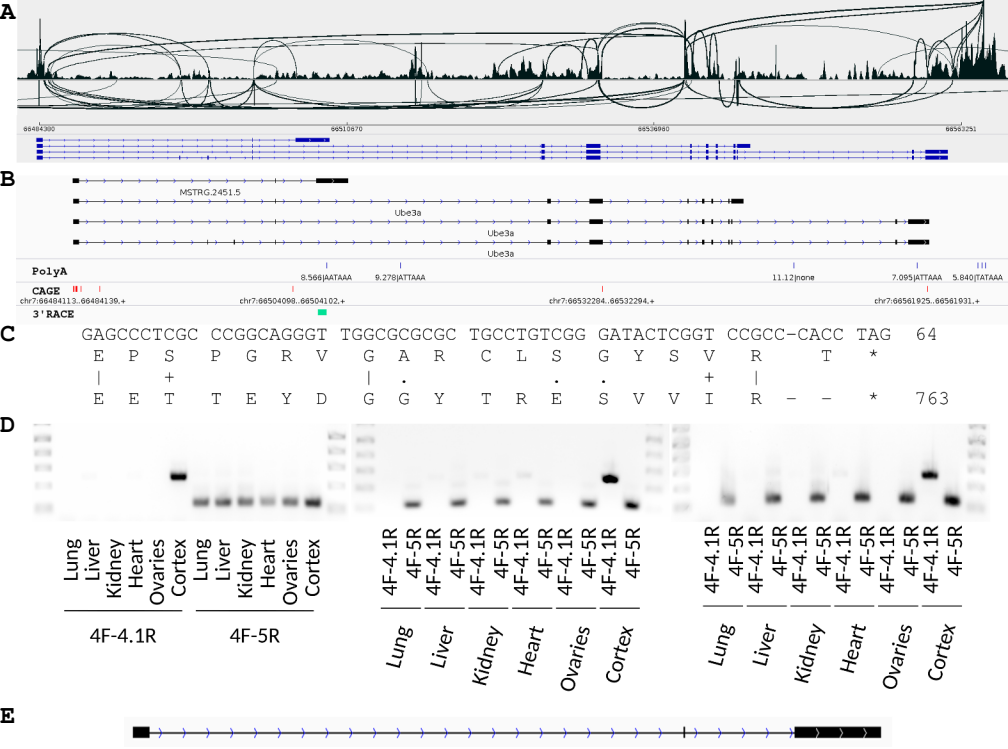 A
66484300 66510670 66536960 66563251
B
MSTRG.2451.5
Ube3a
Ube3a
Ube3a
PolyA
8.566|AATAAA 9.278|ATTAAA 11.12|none 7.095|ATTAAA 5.840|TATAAA
CAGE
chr7:66484113..66484139,+ chr7:66504098..66504102,+ chr7:66532284..66532294,+ chr7:66561925..66561931,+
3'RACE
C
GAGCCCTCGC CCGGCAGGGT TGGCGCGCGC TGCCTGTCGG GATACTCGGT CCGCC-CACC TAG 64
E P S P G R V G A R C L S G Y S V R T *
| + | . . . + |
E E T T E Y D G G Y T R E S V V I R - - * 763
D
Lung Liver Kidney Heart Ovaries Cortex Lung Liver Kidney Heart Ovaries Cortex
4F-4.1R 4F-5R
4F-4.1R 4F-5R 4F-4.1R 4F-5R 4F-4.1R 4F-5R 4F-4.1R 4F-5R 4F-4.1R 4F-5R 4F-4.1R 4F-5R
Lung Liver Kidney Heart Ovaries Cortex
4F-4.1R 4F-5R 4F-4.1R 4F-5R 4F-4.1R 4F-5R 4F-4.1R 4F-5R 4F-4.1R 4F-5R 4F-4.1R 4F-5R
Lung Liver Kidney Heart Ovaries Cortex
E